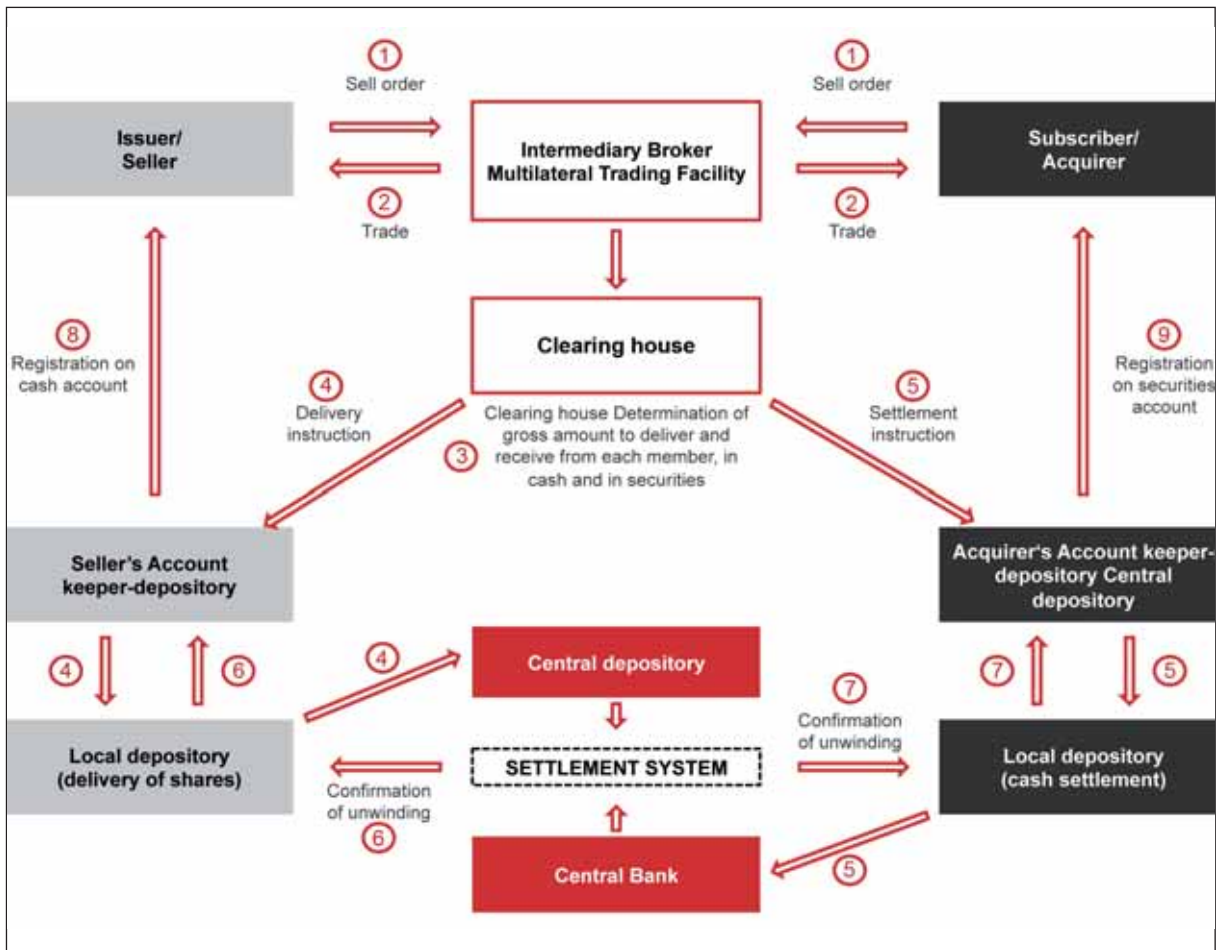 1
Sell order
1
Sell order
Issuer/
Seller
Intermediary Broker
Multilateral Trading Facility
Subscriber/
Acquirer
2
Trade
2
Trade
Clearing house
8
Registration on
cash account
9
Registration
on securities
account
4
Delivery
instruction
5
Settlement
instruction
3
Clearing house Determination of
gross amount to deliver and
receive from each member, in
cash and in securities
Seller's Account
keeper-depository
Acquirer's Account keeper-
depository Central
depository
4
6
4
Central depository
7
Confirmation
of unwinding
7
5
Local depository
(delivery of shares)
SETTLEMENT SYSTEM
Local depository
(cash settlement)
Confirmation
of unwinding
6
Central Bank
5